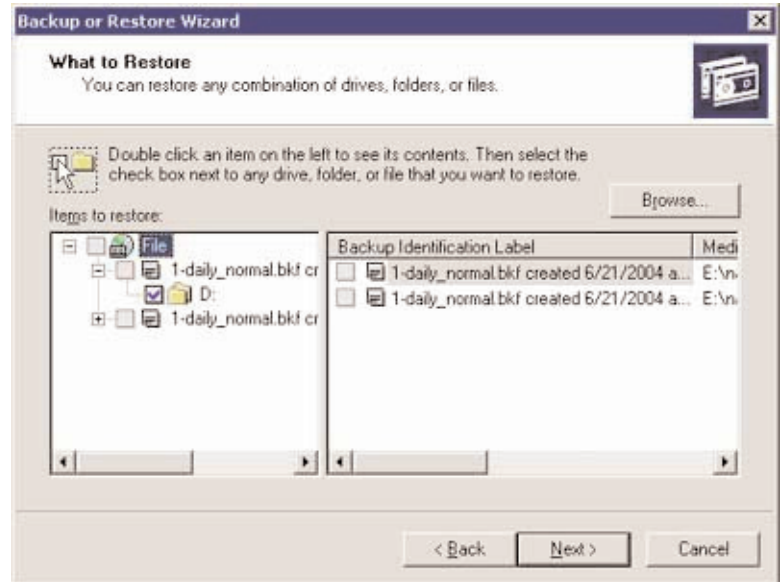 Backup or Restore Wizard
What to Restore
You can restore any combination of drives, folders, or files.
Double click an item on the left to see its contents. Then select the
check box next to any drive, folder, or file that you want to restore.
Browse...
Items to restore:
File
1-daily_normal.bkf cr
D:
1-daily_normal.bkf cr
Backup Identification Label Medi
1-daily_normal.bkf created 6/21/2004 a... E:\n
1-daily_normal.bkf created 6/21/2004 a... E:\n
< Back
Next >
Cancel